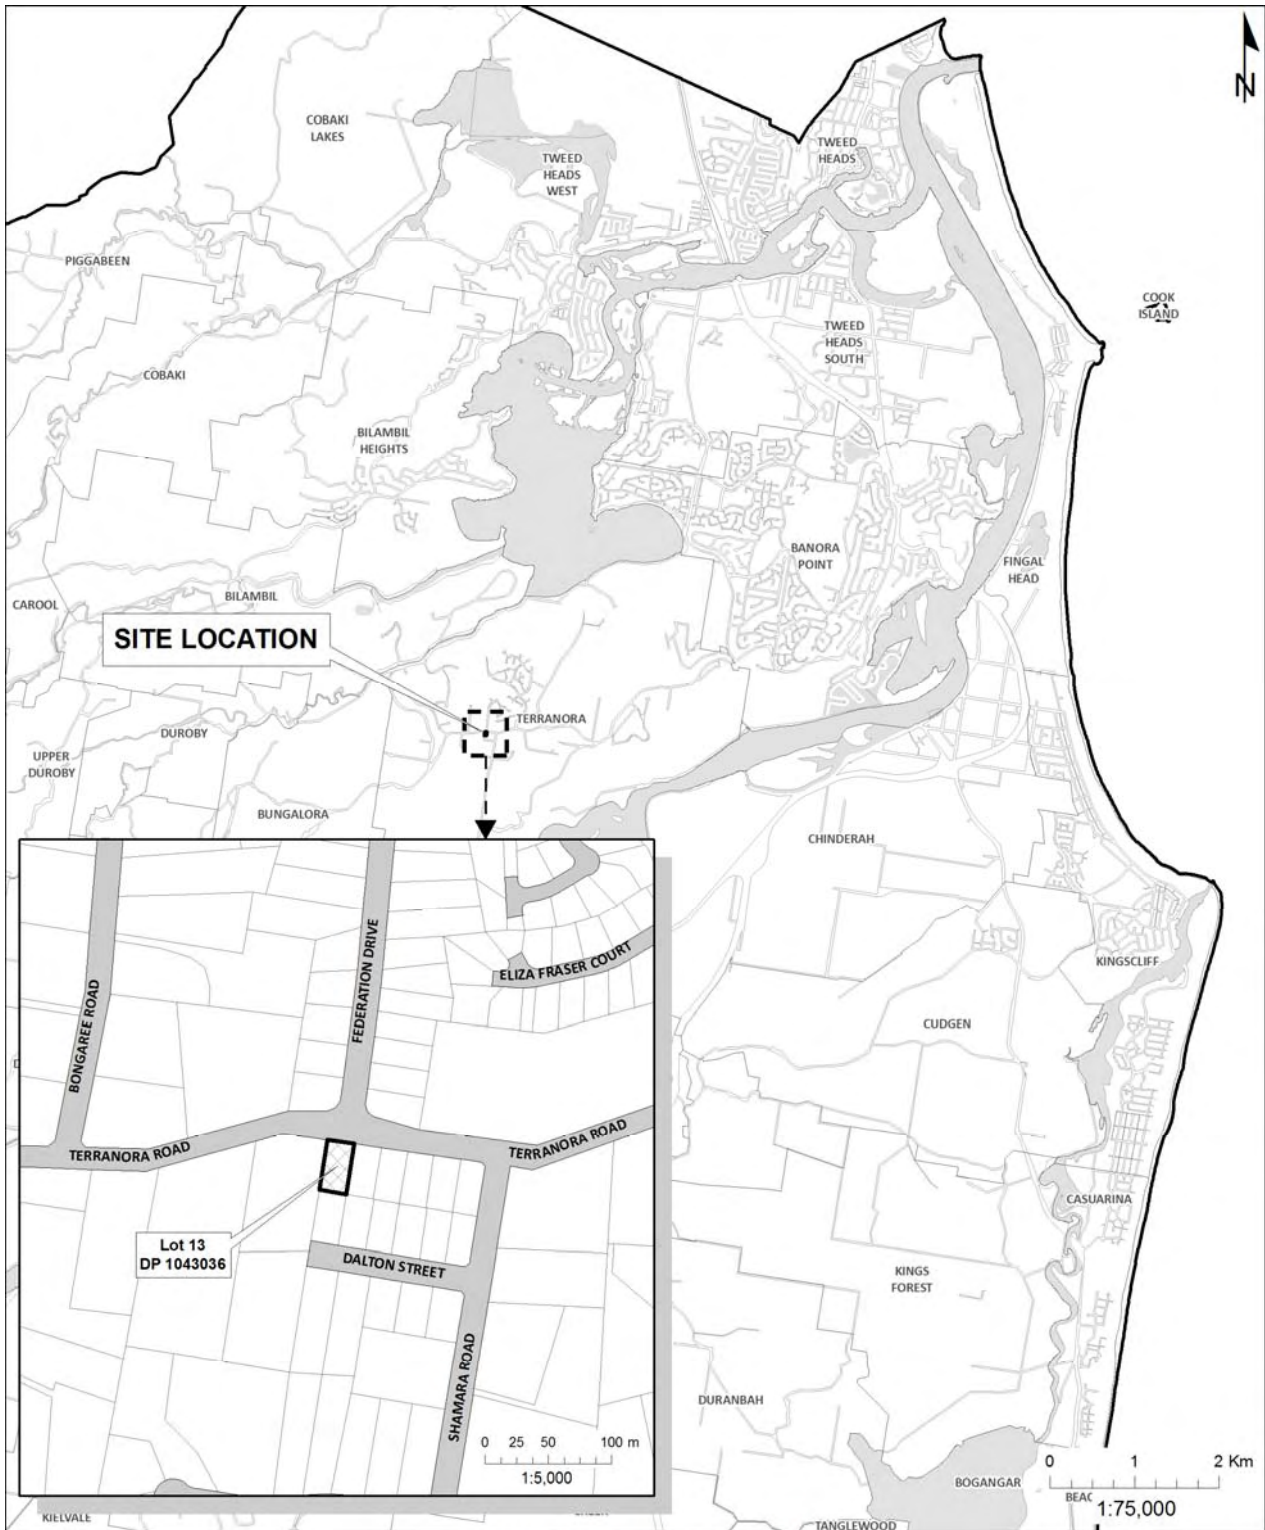 N
COBAKI
LAKES
TWEED
HEADS
TWEED
HEADS
WEST
PIGGABEEN
COOK
ISLAND
TWEED
HEADS
SOUTH
COBAKI
BILAMBIL
HEIGHTS
BANORA
POINT
FINGAL
HEAD
CAROOL
BILAMBIL
SITE LOCATION
TERRANORA
DUROBY
UPPER
DUROBY
BUNGALORA
CHINDERAH
KINGSCLIFF
CUDGEN
CASUARINA
KINGS
FOREST
DURANBAH
BOGANGAR
BEAC
TANGLEWOOD
KIELVALE
0 1 2 Km
1:75,000
FEDERATION DRIVE
ELIZA FRASER COURT
BONGAREE ROAD
TERRANORA ROAD
TERRANORA ROAD
Lot 13
DP 1043036
DALTON STREET
SHAMARA ROAD
0 25 50 100 m
1:5,000